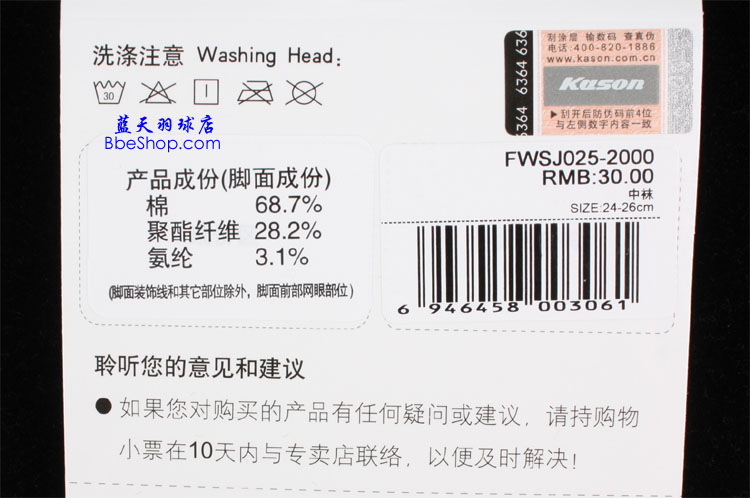 洗涤注意 Washing Head:
30
蓝天羽球店
BbeShop.com
刮涂层 输数码 查真伪
电话:400-820-1886
www.kason.com.cn
Kason
▶刮开后防伪码前4位
与左侧数字内容一致
6364 6364 636
产品成份(脚面成份)
棉 68.7%
聚酯纤维 28.2%
氨纶 3.1%
(脚面装饰线和其它部位除外,脚面前部网眼部位)
FWSJ025-2000
RMB:30.00
中袜
SIZE:24-26cm
6 946458 003061
聆听您的意见和建议
●如果您对购买的产品有任何疑问或建议,请持购物
小票在10天内与专卖店联络,以便及时解决!